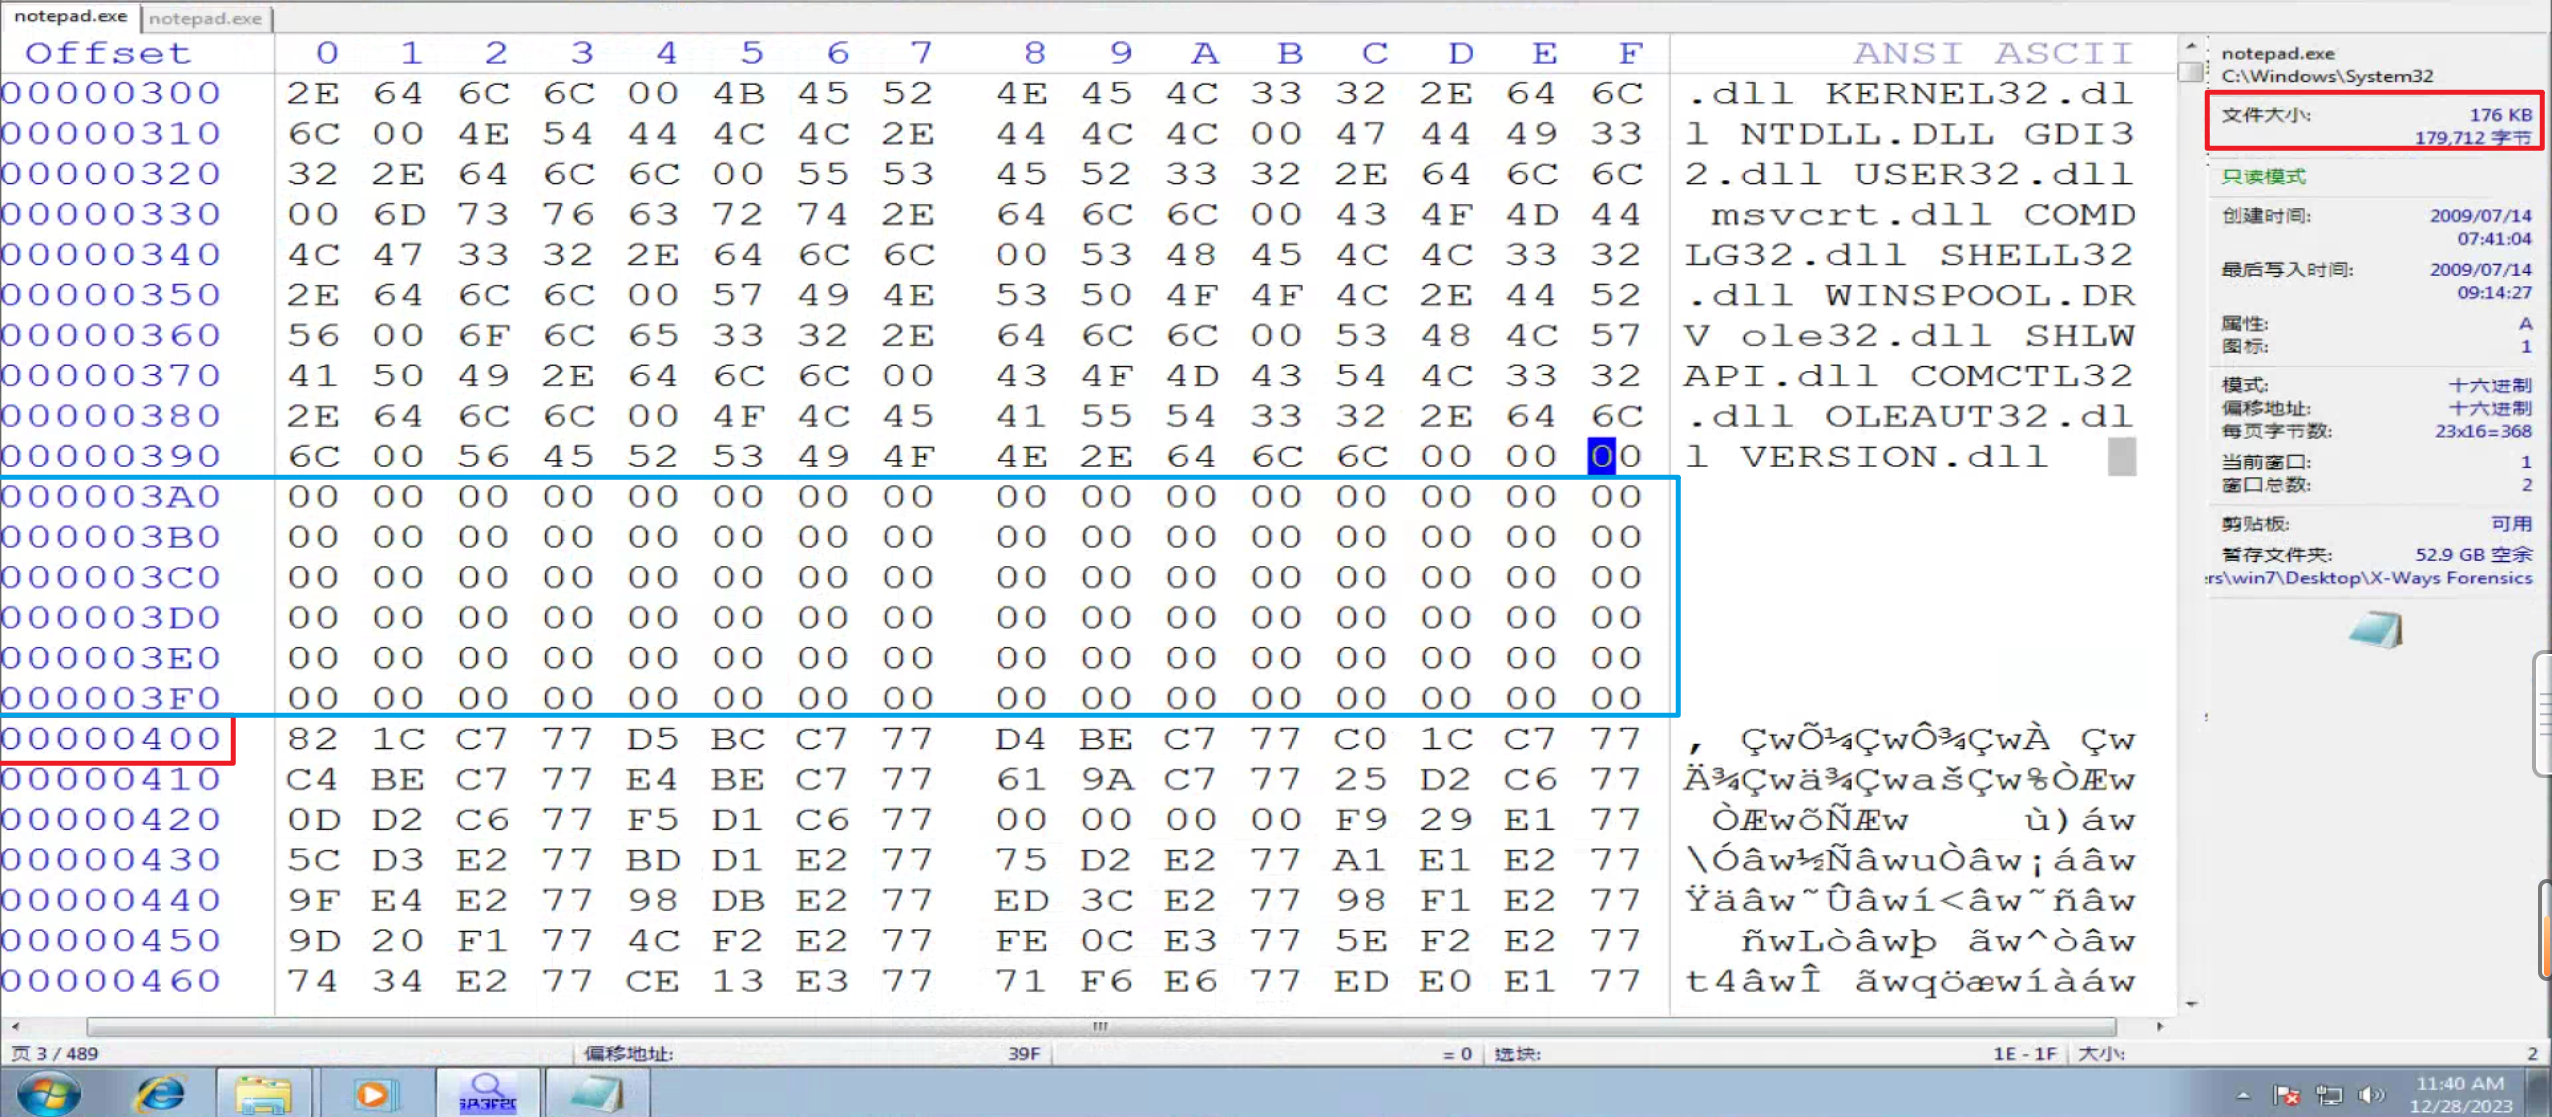 notepad.exe notepad.exe
Offset 0 1 2 3 4 5 6 7 8 9 A B C D E F ANSI ASCII
00000300 2E 64 6C 6C 00 4B 45 52 4E 45 4C 33 32 2E 64 6C .dll KERNEL32.dl
00000310 6C 00 4E 54 44 4C 4C 2E 44 4C 4C 00 47 44 49 33 l NTDLL.DLL GDI3
00000320 32 2E 64 6C 6C 00 55 53 45 52 33 32 2E 64 6C 6C 2.dll USER32.dll
00000330 00 6D 73 76 63 72 74 2E 64 6C 6C 00 43 4F 4D 44 msvcrt.dll COMD
00000340 4C 47 33 32 2E 64 6C 6C 00 53 48 45 4C 4C 33 32 LG32.dll SHELL32
00000350 2E 64 6C 6C 00 57 49 4E 53 50 4F 4F 4C 2E 44 52 .dll WINSPOOL.DR
00000360 56 00 6F 6C 65 33 32 2E 64 6C 6C 00 53 48 4C 57 V ole32.dll SHLW
00000370 41 50 49 2E 64 6C 6C 00 43 4F 4D 43 54 4C 33 32 API.dll COMCTL32
00000380 2E 64 6C 6C 00 4F 4C 45 41 55 54 33 32 2E 64 6C .dll OLEAUT32.dl
00000390 6C 00 56 45 52 53 49 4F 4E 2E 64 6C 6C 00 00 00 l VERSION.dll
000003A0 00 00 00 00 00 00 00 00 00 00 00 00 00 00 00 00
000003B0 00 00 00 00 00 00 00 00 00 00 00 00 00 00 00 00
000003C0 00 00 00 00 00 00 00 00 00 00 00 00 00 00 00 00
000003D0 00 00 00 00 00 00 00 00 00 00 00 00 00 00 00 00
000003E0 00 00 00 00 00 00 00 00 00 00 00 00 00 00 00 00
000003F0 00 00 00 00 00 00 00 00 00 00 00 00 00 00 00 00
00000400 82 1C C7 77 D5 BC C7 77 D4 BE C7 77 C0 1C C7 77 ‚ ÇwÕ¼ÇwÔ¾ÇwÀ Çw
00000410 C4 BE C7 77 E4 BE C7 77 61 9A C7 77 25 D2 C6 77 Ä¾Çwä¾ÇwašÇw%ÒÆw
00000420 0D D2 C6 77 F5 D1 C6 77 00 00 00 00 F9 29 E1 77 ÒÆwõÑÆw ù)áw
00000430 5C D3 E2 77 BD D1 E2 77 75 D2 E2 77 A1 E1 E2 77 \Óâw½ÑâwuÒâw¡áâw
00000440 9F E4 E2 77 98 DB E2 77 ED 3C E2 77 98 F1 E2 77 Ÿäâw˜Ûâwí<âw˜ñâw
00000450 9D 20 F1 77 4C F2 E2 77 FE 0C E3 77 5E F2 E2 77 ñwLòâwþ ãw^òâw
00000460 74 34 E2 77 CE 13 E3 77 71 F6 E6 77 ED E0 E1 77 t4âwÎ ãwqöæwíàáw
notepad.exe
C:\Windows\System32
文件大小: 176 KB
179,712 字节
只读模式
创建时间: 2009/07/14
07:41:04
最后写入时间: 2009/07/14
09:14:27
属性: A
图标: 1
模式: 十六进制
偏移地址: 十六进制
每页字节数: 23x16=368
当前窗口: 1
窗口总数: 2
剪贴板: 可用
暂存文件夹: 52.9 GB 空余
rs\win7\Desktop\X-Ways Forensics
页 3 / 489 偏移地址: 39F = 0 选块: 1E - 1F 大小: 2
11:40 AM
12/28/2023